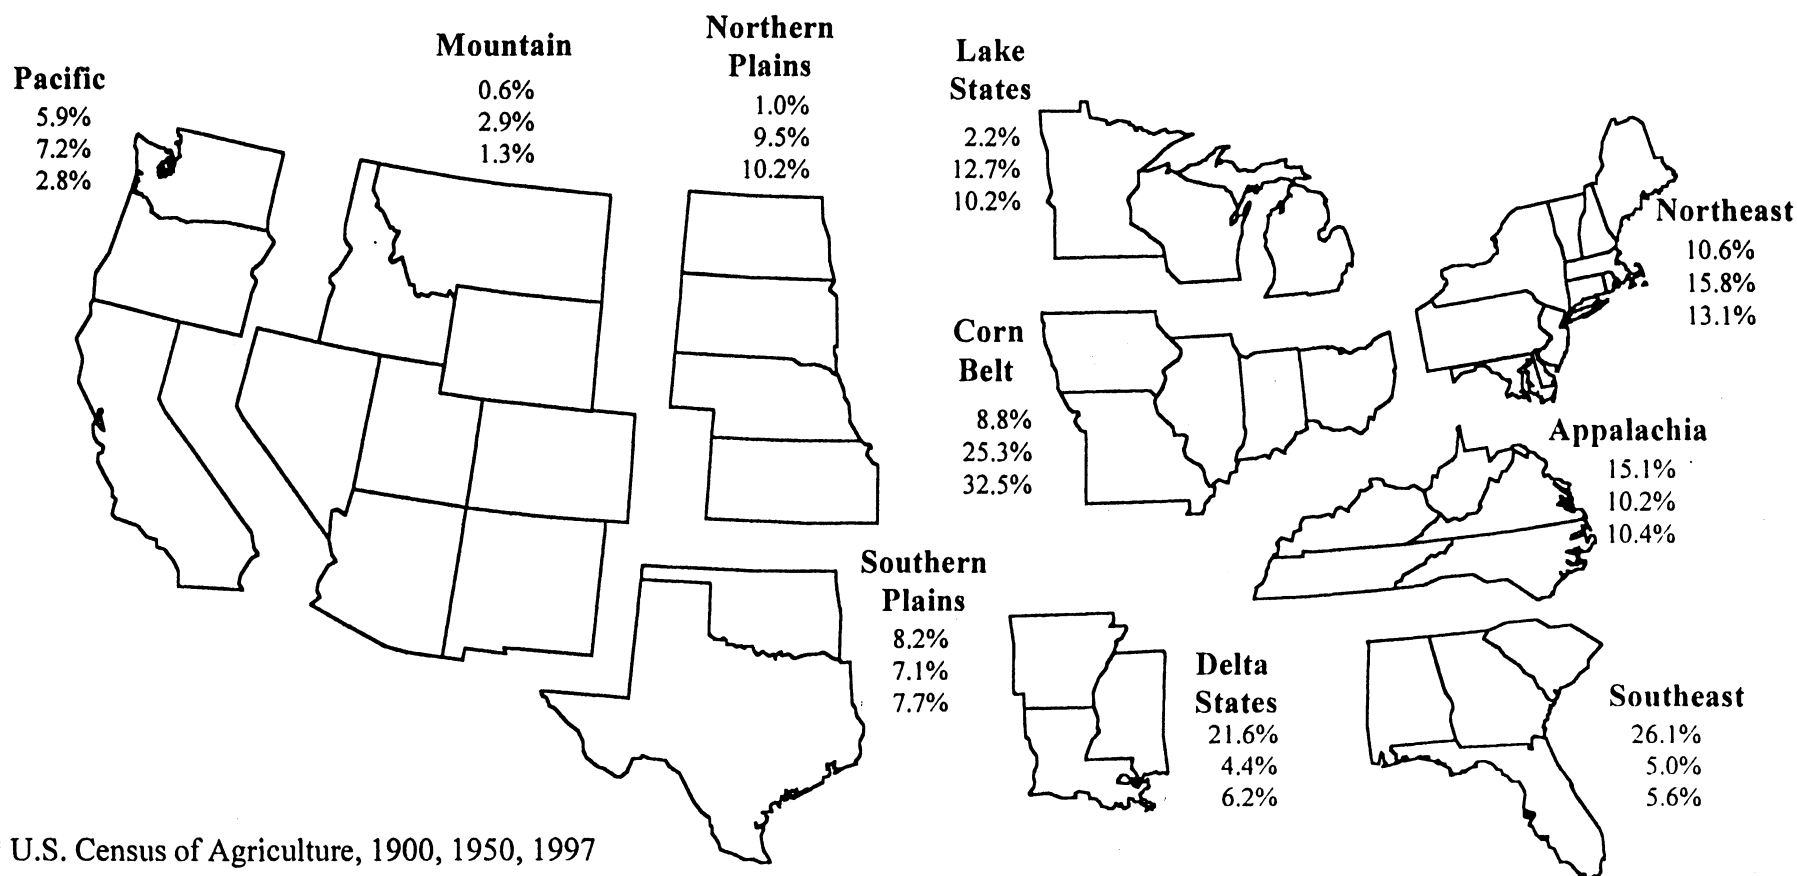 Pacific
5.9%
7.2%
2.8%
Mountain
0.6%
2.9%
1.3%
Northern
Plains
1.0%
9.5%
10.2%
Lake
States
2.2%
12.7%
10.2%
Northeast
10.6%
15.8%
13.1%
Corn
Belt
8.8%
25.3%
32.5%
Appalachia
15.1%
10.2%
10.4%
Southern
Plains
8.2%
7.1%
7.7%
Delta
States
21.6%
4.4%
6.2%
Southeast
26.1%
5.0%
5.6%
U.S. Census of Agriculture, 1900, 1950, 1997